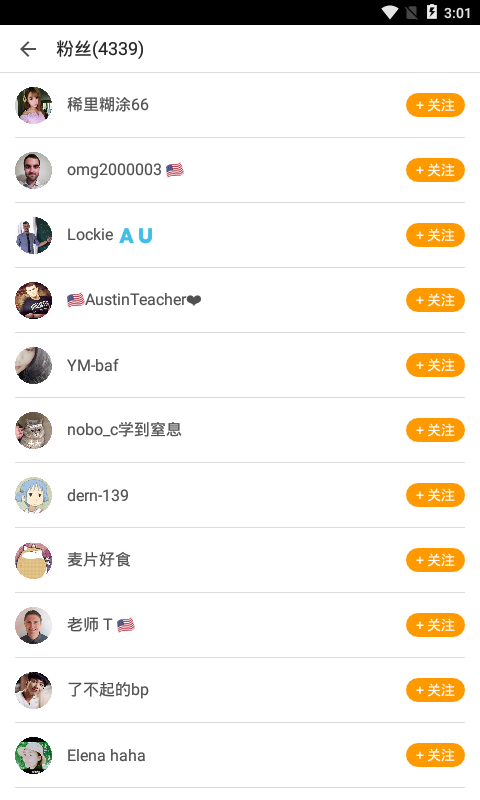 3:01
粉丝(4339)
稀里糊涂66
+ 关注
omg2000003 🇺🇸
+ 关注
Lockie 🇦 🇺
+ 关注
🇺🇸AustinTeacher❤
+ 关注
YM-baf
+ 关注
nobo_c学到窒息
+ 关注
dern-139
+ 关注
麦片好食
+ 关注
老师 T 🇺🇸
+ 关注
了不起的bp
+ 关注
Elena haha
+ 关注